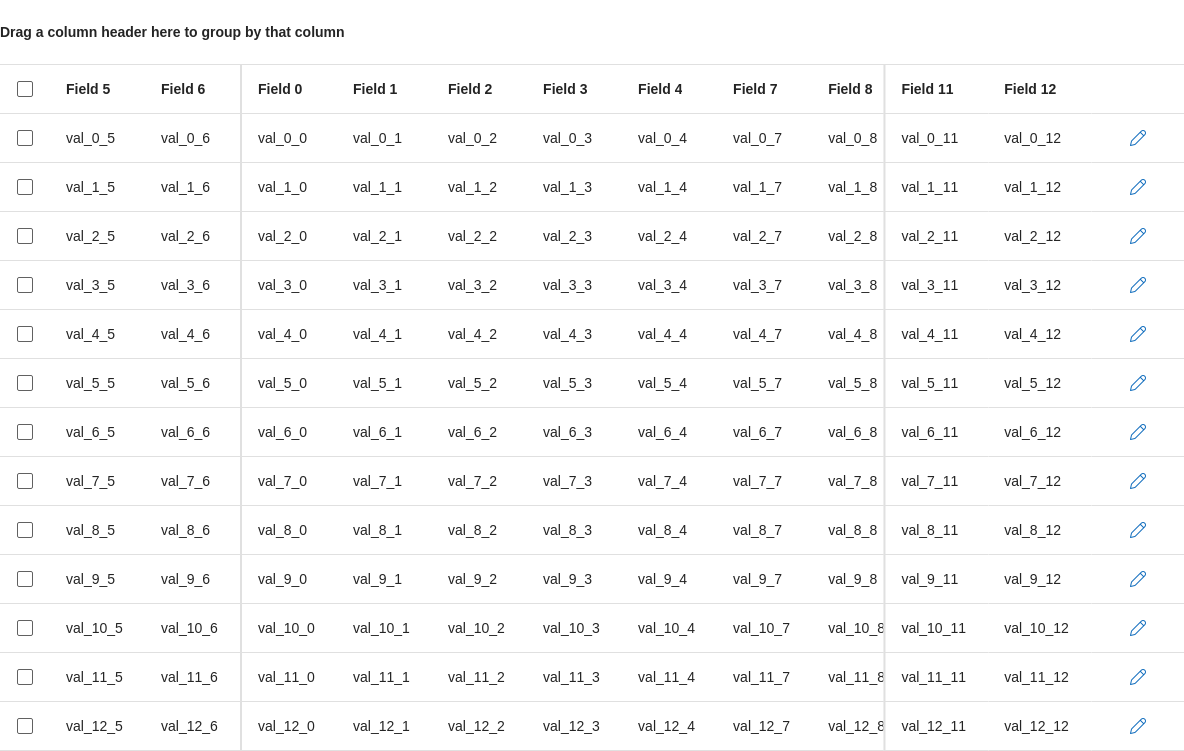 Drag a column header here to group by that column
Field 5 Field 6 Field 0 Field 1 Field 2 Field 3 Field 4 Field 7 Field 8 Field 11 Field 12
val_0_5 val_0_6 val_0_0 val_0_1 val_0_2 val_0_3 val_0_4 val_0_7 val_0_8 val_0_11 val_0_12
val_1_5 val_1_6 val_1_0 val_1_1 val_1_2 val_1_3 val_1_4 val_1_7 val_1_8 val_1_11 val_1_12
val_2_5 val_2_6 val_2_0 val_2_1 val_2_2 val_2_3 val_2_4 val_2_7 val_2_8 val_2_11 val_2_12
val_3_5 val_3_6 val_3_0 val_3_1 val_3_2 val_3_3 val_3_4 val_3_7 val_3_8 val_3_11 val_3_12
val_4_5 val_4_6 val_4_0 val_4_1 val_4_2 val_4_3 val_4_4 val_4_7 val_4_8 val_4_11 val_4_12
val_5_5 val_5_6 val_5_0 val_5_1 val_5_2 val_5_3 val_5_4 val_5_7 val_5_8 val_5_11 val_5_12
val_6_5 val_6_6 val_6_0 val_6_1 val_6_2 val_6_3 val_6_4 val_6_7 val_6_8 val_6_11 val_6_12
val_7_5 val_7_6 val_7_0 val_7_1 val_7_2 val_7_3 val_7_4 val_7_7 val_7_8 val_7_11 val_7_12
val_8_5 val_8_6 val_8_0 val_8_1 val_8_2 val_8_3 val_8_4 val_8_7 val_8_8 val_8_11 val_8_12
val_9_5 val_9_6 val_9_0 val_9_1 val_9_2 val_9_3 val_9_4 val_9_7 val_9_8 val_9_11 val_9_12
val_10_5 val_10_6 val_10_0 val_10_1 val_10_2 val_10_3 val_10_4 val_10_7 val_10_8 val_10_11 val_10_12
val_11_5 val_11_6 val_11_0 val_11_1 val_11_2 val_11_3 val_11_4 val_11_7 val_11_8 val_11_11 val_11_12
val_12_5 val_12_6 val_12_0 val_12_1 val_12_2 val_12_3 val_12_4 val_12_7 val_12_8 val_12_11 val_12_12